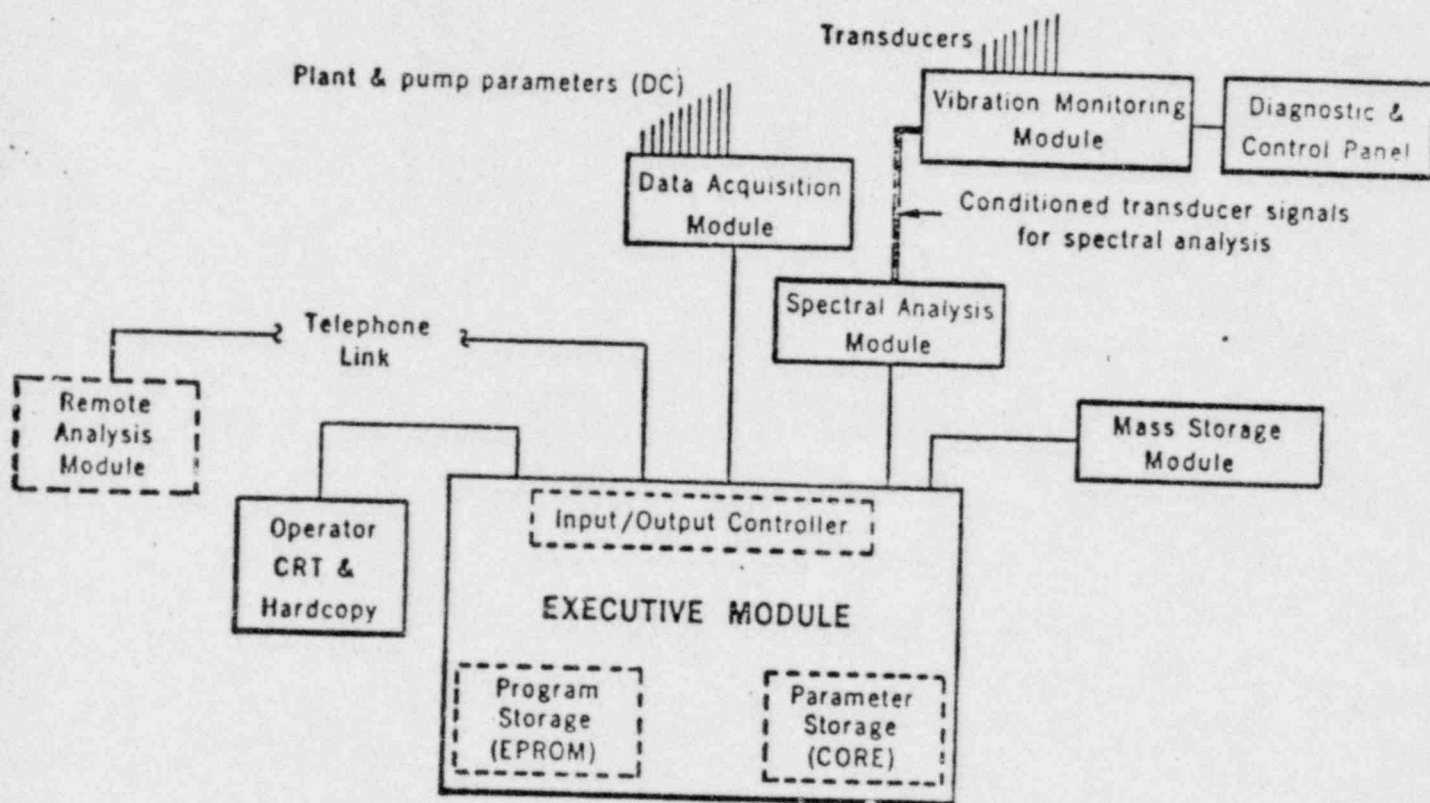 Transducers
Plant & pump parameters (DC)
Vibration Monitoring
Module
Diagnostic &
Control Panel
Data Acquisition
Module
Conditioned transducer signals
for spectral analysis
Spectral Analysis
Module
Telephone
Link
Remote
Analysis
Module
Mass Storage
Module
Operator
CRT &
Hardcopy
Input/Output Controller
EXECUTIVE MODULE
Program
Storage
(EPROM)
Parameter
Storage
(CORE)